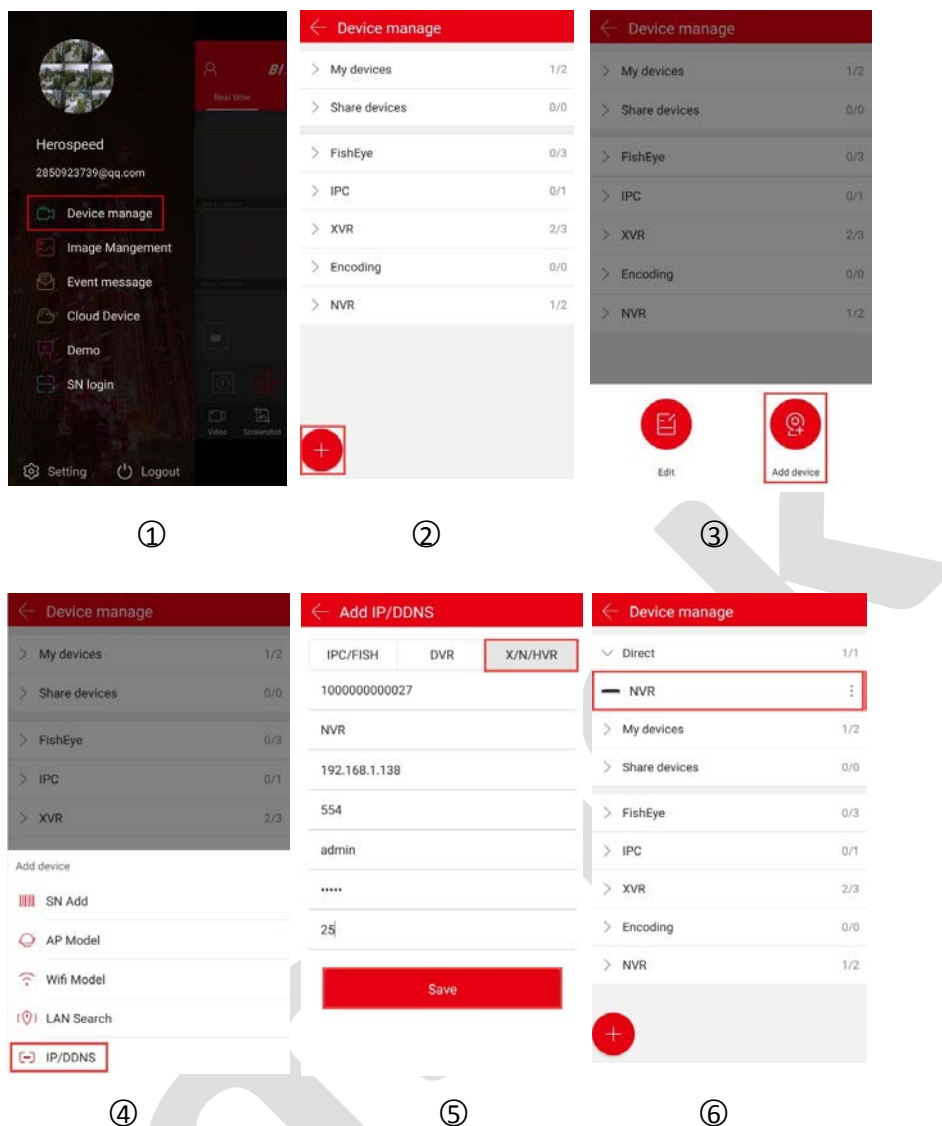 Herospeed
2850923739@qq.com
Device manage
Image Mangement
Event message
Cloud Device
Demo
SN login
Setting
Logout
BI
Real time
Video
Screenshot
Device manage
My devices 1/2
Share devices 0/0
FishEye 0/3
IPC 0/1
XVR 2/3
Encoding 0/0
NVR 1/2
Device manage
My devices 1/2
Share devices 0/0
FishEye 0/3
IPC 0/1
XVR 2/3
Encoding 0/0
NVR 1/2
Edit
Add device
①
②
③
Device manage
My devices 1/2
Share devices 0/0
FishEye 0/3
IPC 0/1
XVR 2/3
Add device
SN Add
AP Model
Wifi Model
LAN Search
IP/DDNS
Add IP/DDNS
IPC/FISH DVR X/N/HVR
1000000000027
NVR
192.168.1.138
554
admin
•••••
25
Save
Device manage
Direct 1/1
NVR
My devices 1/2
Share devices 0/0
FishEye 0/3
IPC 0/1
XVR 2/3
Encoding 0/0
NVR 1/2
④
⑤
⑥